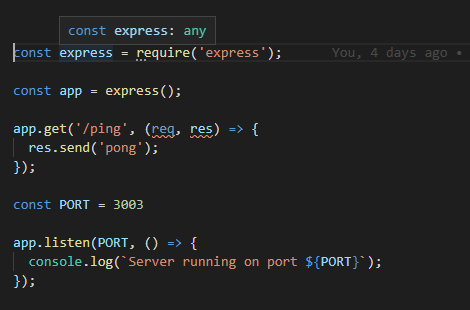 const express: any
const express = require('express');    You, 4 days ago •
const app = express();
app.get('/ping', (req, res) => {
  res.send('pong');
});
const PORT = 3003
app.listen(PORT, () => {
  console.log(`Server running on port ${PORT}`);
});